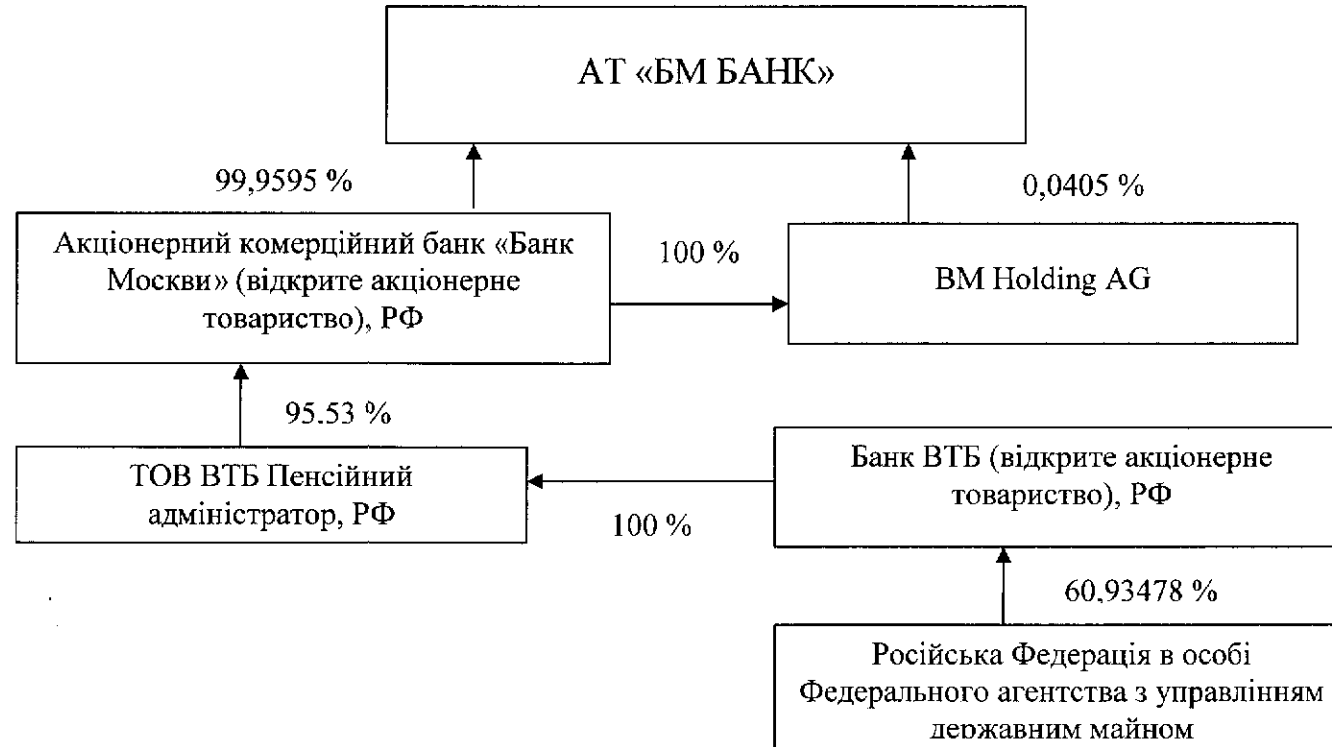 АТ «БМ БАНК»
99,9595 %
0,0405 %
Акціонерний комерційний банк «Банк
Москви» (відкрите акціонерне
товариство), РФ
100 %
BM Holding AG
95.53 %
ТОВ ВТБ Пенсійний
адміністратор, РФ
100 %
Банк ВТБ (відкрите акціонерне
товариство), РФ
60,93478 %
Російська Федерація в особі
Федерального агентства з управлінням
державним майном